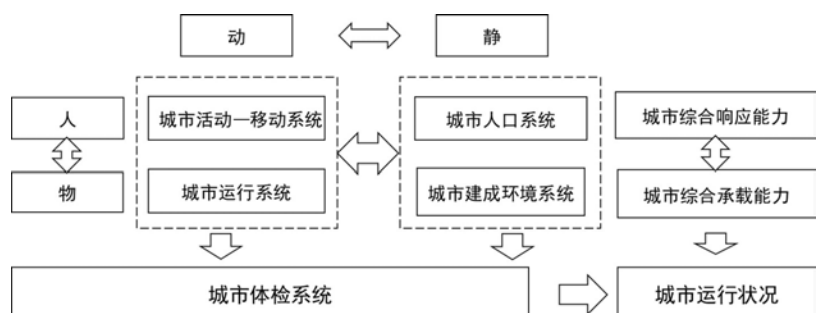 动
静
人
城市活动—移动系统
城市人口系统
城市综合响应能力
物
城市运行系统
城市建成环境系统
城市综合承载能力
城市体检系统
城市运行状况